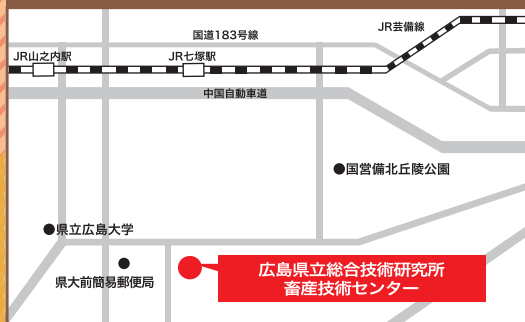 JR芸備線
国道183号線
JR山之内駅
JR七塚駅
中国自動車道
国営備北丘陵公園
県立広島大学
県大前簡易郵便局
広島県立総合技術研究所
畜産技術センター